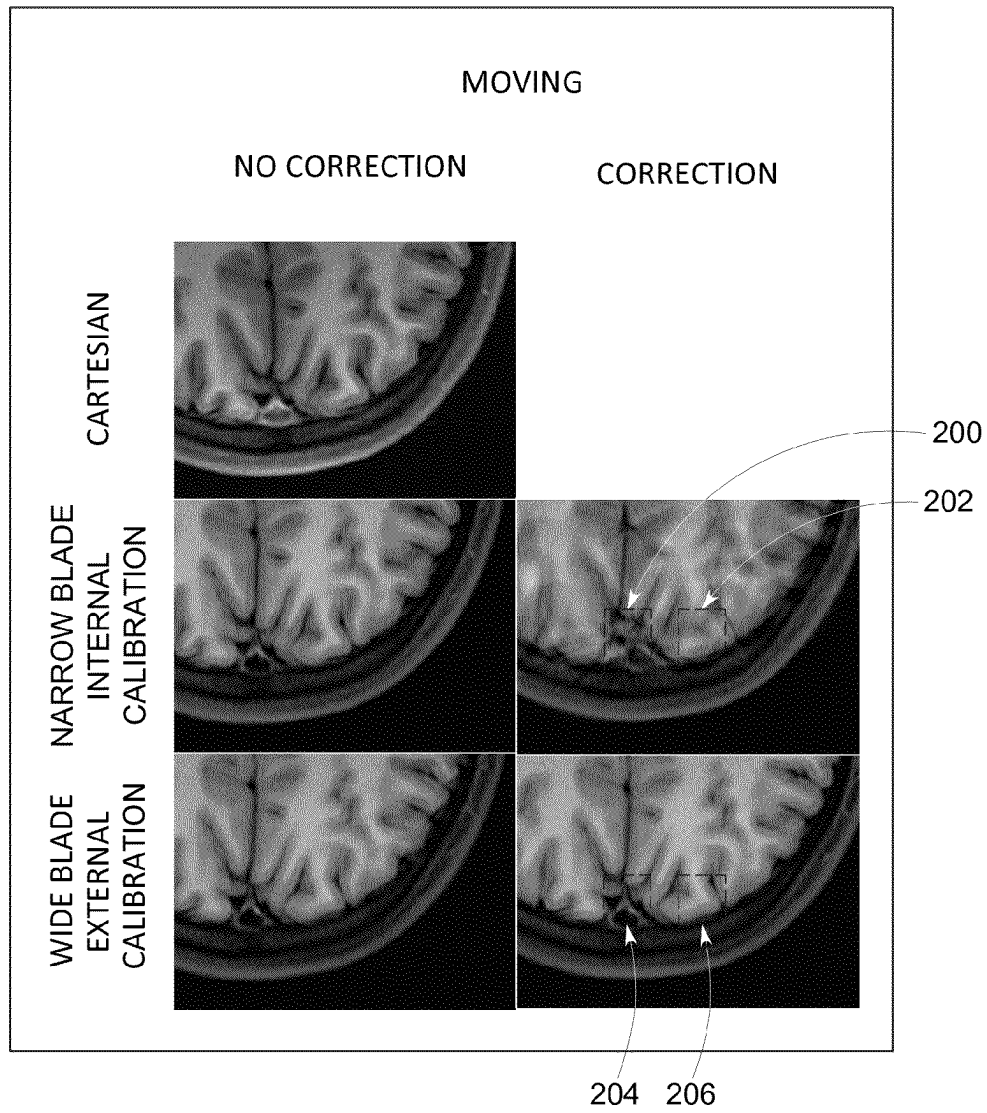 MOVING
NO CORRECTION
CORRECTION
CARTESIAN
200
202
NARROW BLADE
INTERNAL
CALIBRATION
WIDE BLADE
EXTERNAL
CALIBRATION
204
206